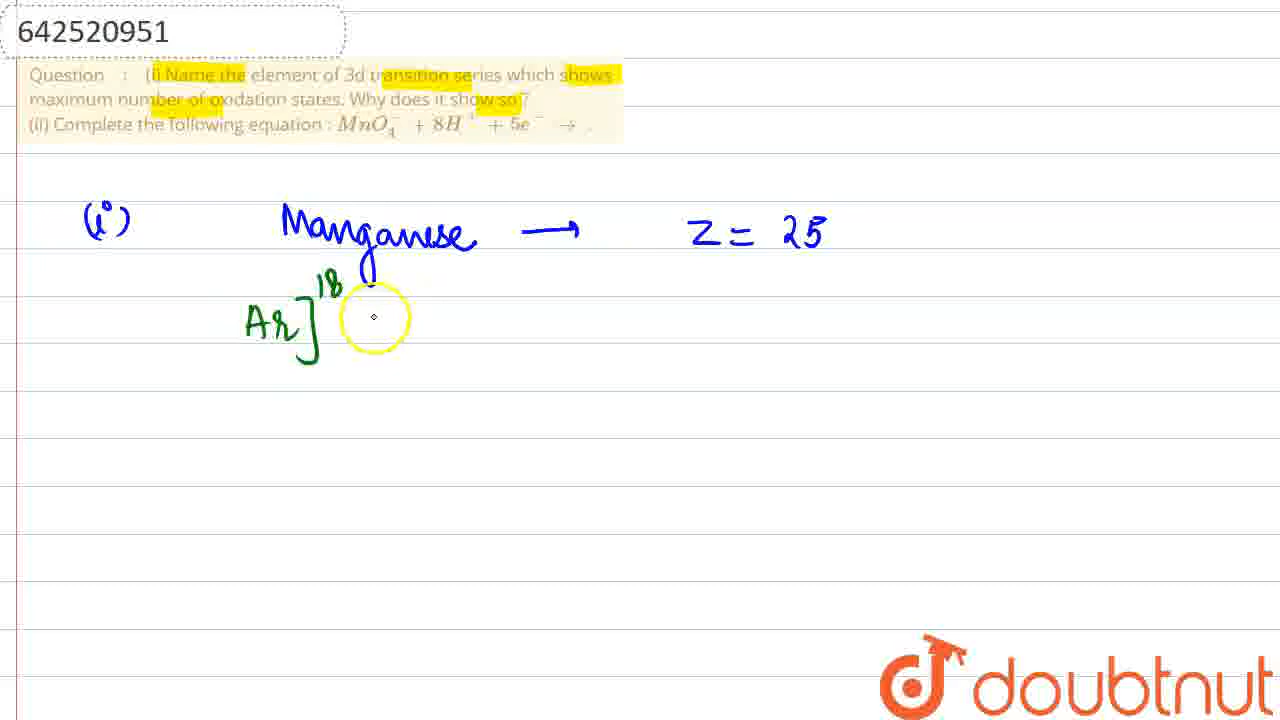 642520951
Question : (i) Name the element of 3d transition series which shows
maximum number of oxidation states. Why does it show so ?
(ii) Complete the following equation : MnO₄⁻ + 8H⁺ + 5e⁻ → .
(i) Manganese → Z = 25
Ar]¹⁸
doubtnut